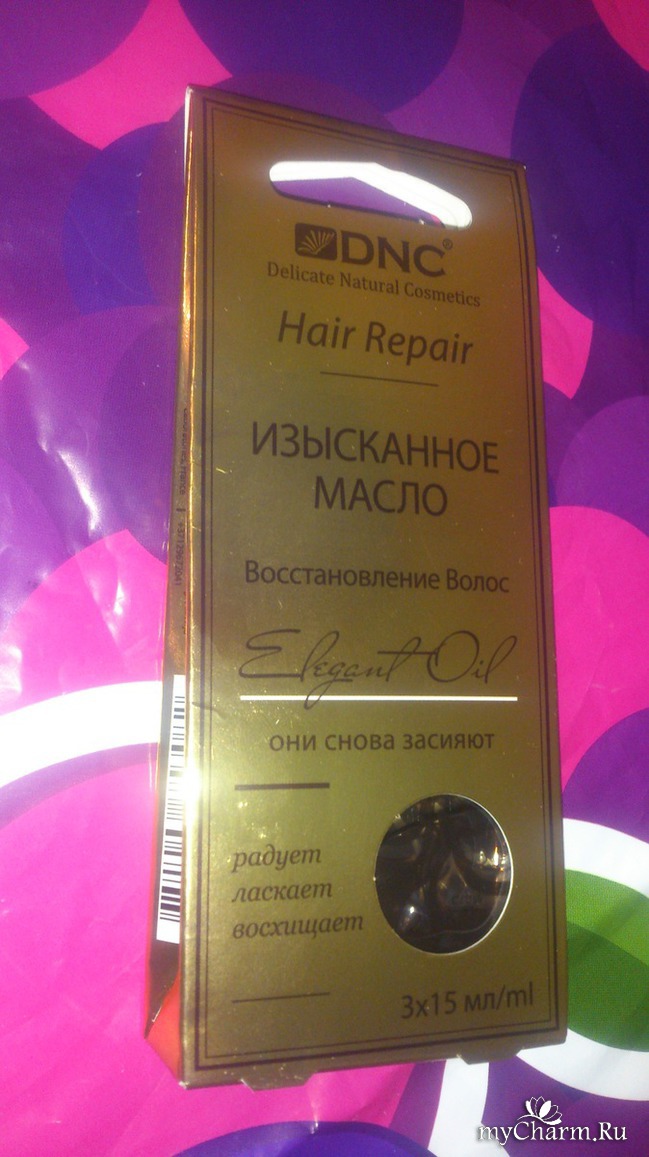 DNC®
Delicate Natural Cosmetics
Hair Repair
ИЗЫСКАННОЕ
МАСЛО
Восстановление Волос
Elegant Oil
они снова засияют
радует
ласкает
восхищает
3x15 мл/ml
myCharm.Ru